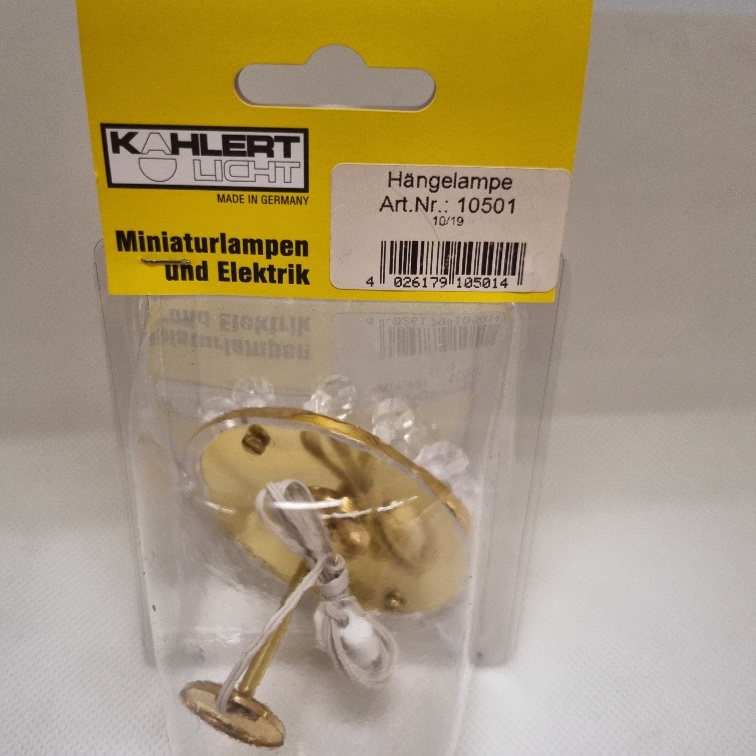 KAHLERT
LICHT
MADE IN GERMANY
Miniaturlampen
und Elektrik
Hängelampe
Art.Nr.: 10501
10/19
4 026179 105014